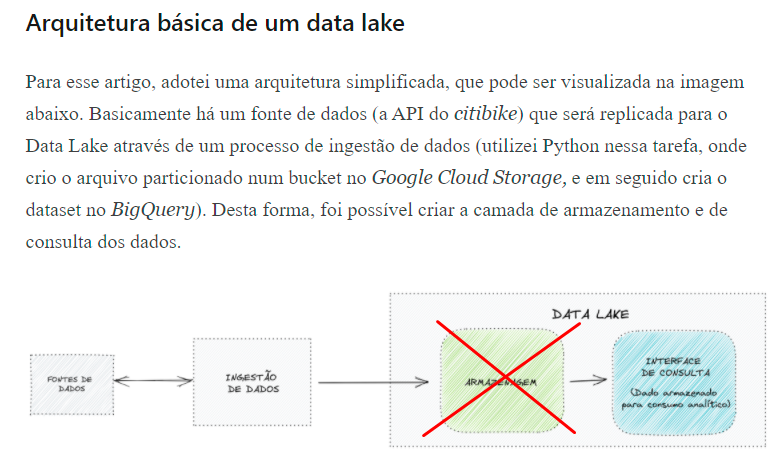 Arquitetura básica de um data lake
Para esse artigo, adotei uma arquitetura simplificada, que pode ser visualizada na imagem
abaixo. Basicamente há um fonte de dados (a API do citibike) que será replicada para o
Data Lake através de um processo de ingestão de dados (utilizei Python nessa tarefa, onde
crio o arquivo particionado num bucket no Google Cloud Storage, e em seguido cria o
dataset no BigQuery). Desta forma, foi possível criar a camada de armazenamento e de
consulta dos dados.
DATA LAKE
FONTES DE
DADOS
INGESTÃO
DE DADOS
ARMAZENAGEM
INTERFACE
DE CONSULTA
(Dado armazenado
para consumo analítico)